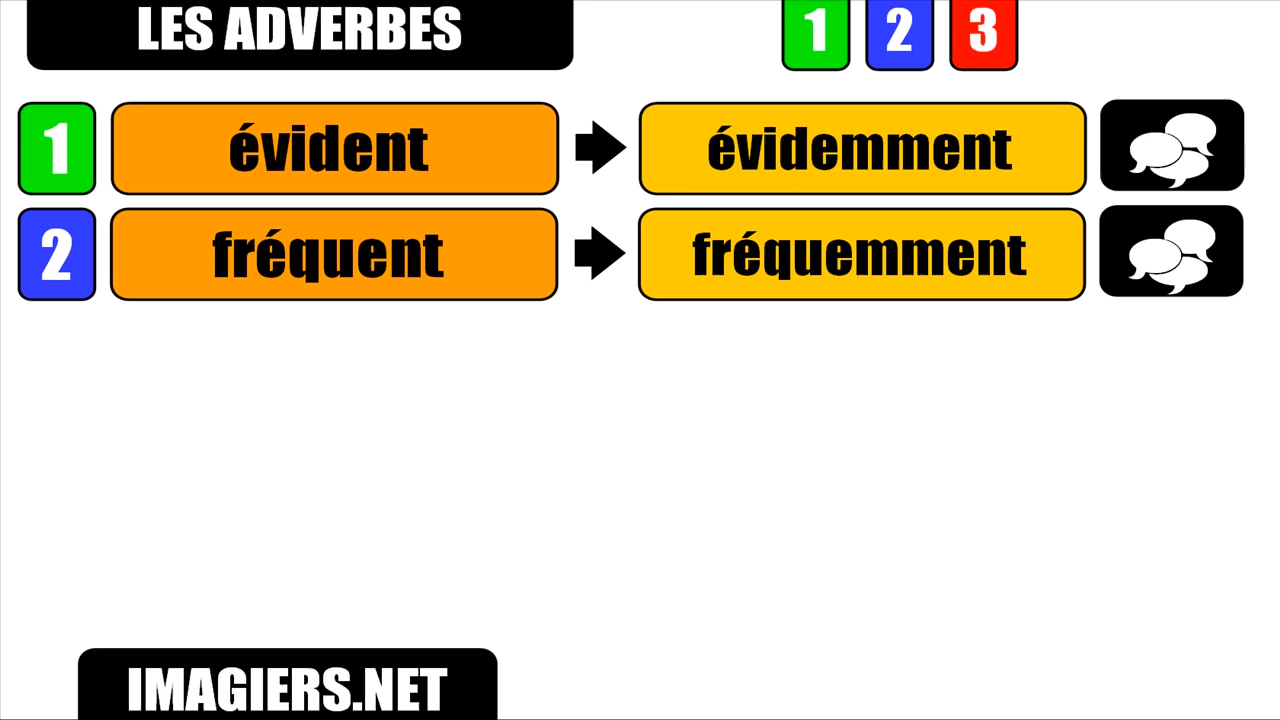 LES ADVERBES
1 2 3
1 évident évidemment
2 fréquent fréquemment
IMAGIERS.NET